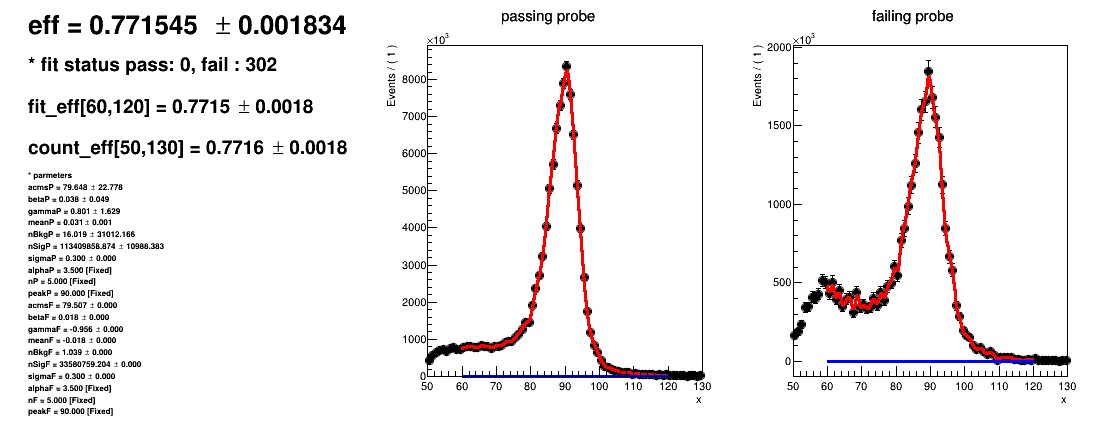 eff = 0.771545 ± 0.001834
* fit status pass: 0, fail : 302
fit_eff[60,120] = 0.7715 ± 0.0018
count_eff[50,130] = 0.7716 ± 0.0018
* parmeters
acmsP = 79.648 ± 22.778
betaP = 0.038 ± 0.049
gammaP = 0.801 ± 1.629
meanP = 0.031 ± 0.001
nBkgP = 16.019 ± 31012.166
nSigP = 113409858.874 ± 10988.383
sigmaP = 0.300 ± 0.000
alphaP = 3.500 [Fixed]
nP = 5.000 [Fixed]
peakP = 90.000 [Fixed]
acmsF = 79.507 ± 0.000
betaF = 0.018 ± 0.000
gammaF = -0.956 ± 0.000
meanF = -0.018 ± 0.000
nBkgF = 1.039 ± 0.000
nSigF = 33580759.204 ± 0.000
sigmaF = 0.300 ± 0.000
alphaF = 3.500 [Fixed]
nF = 5.000 [Fixed]
peakF = 90.000 [Fixed]
passing probe
×10³
Events / ( 1 )
8000
7000
6000
5000
4000
3000
2000
1000
0
50 60 70 80 90 100 110 120 130
x
failing probe
×10³
Events / ( 1 )
2000
1500
1000
500
0
50 60 70 80 90 100 110 120 130
x